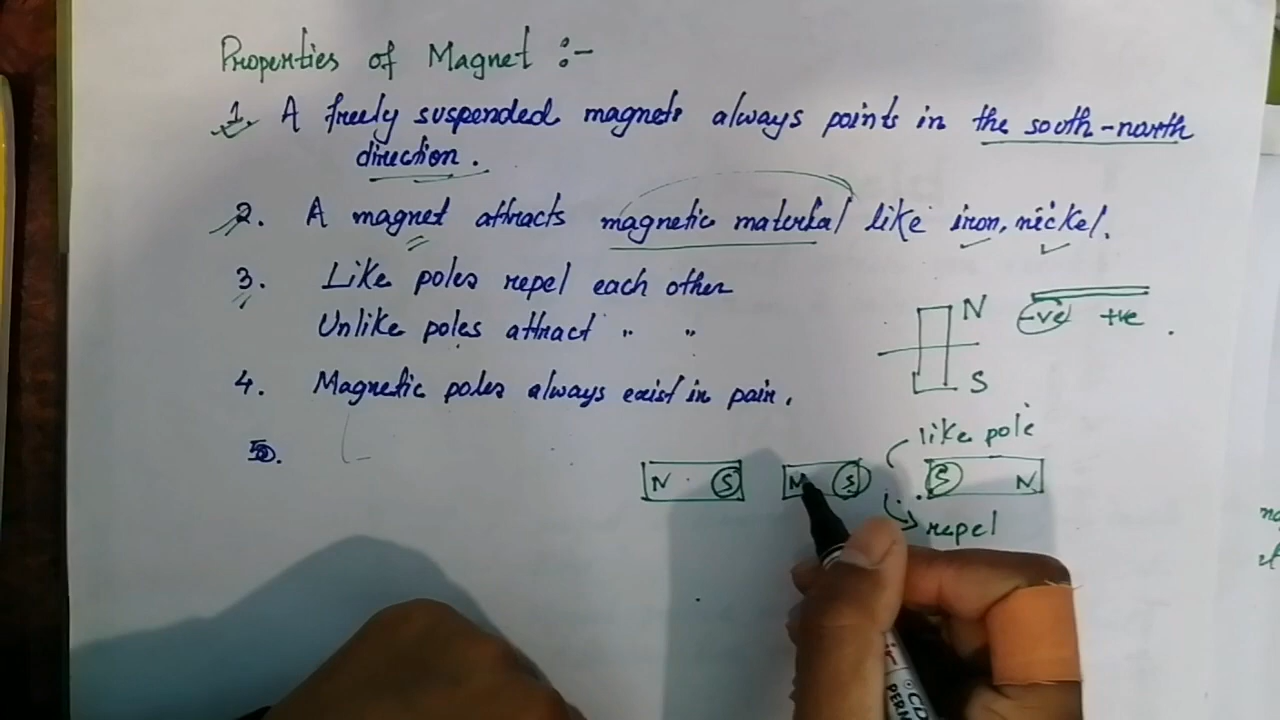 Properties of Magnet :-
1. A freely suspended magnets always points in the south-north
direction.
2. A magnet attracts magnetic material like iron, nickel.
3. Like poles repel each other
Unlike poles attract " "
4. Magnetic poles always exist in pair.
5.
N
-ve +ve
S
like pole
N S N S S N
repel
CD
PERM